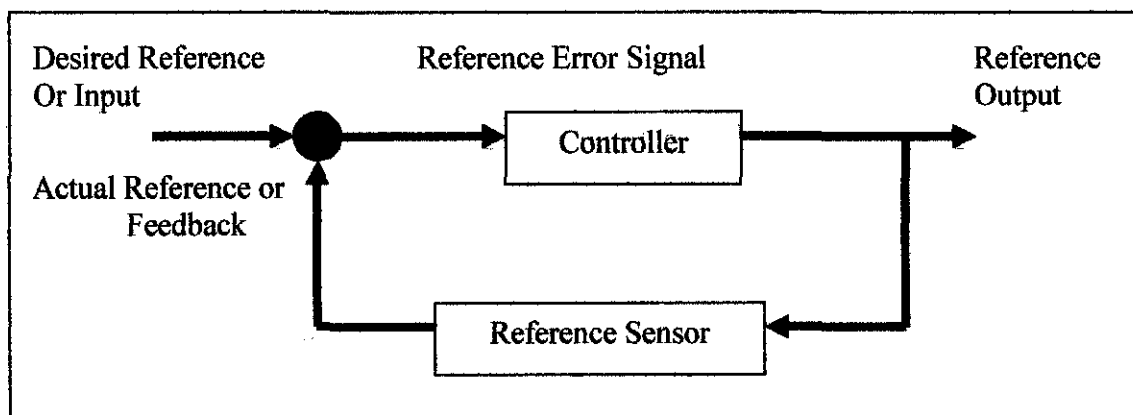 Desired Reference
Or Input
Reference Error Signal
Reference
Output
Controller
Actual Reference or
Feedback
Reference Sensor